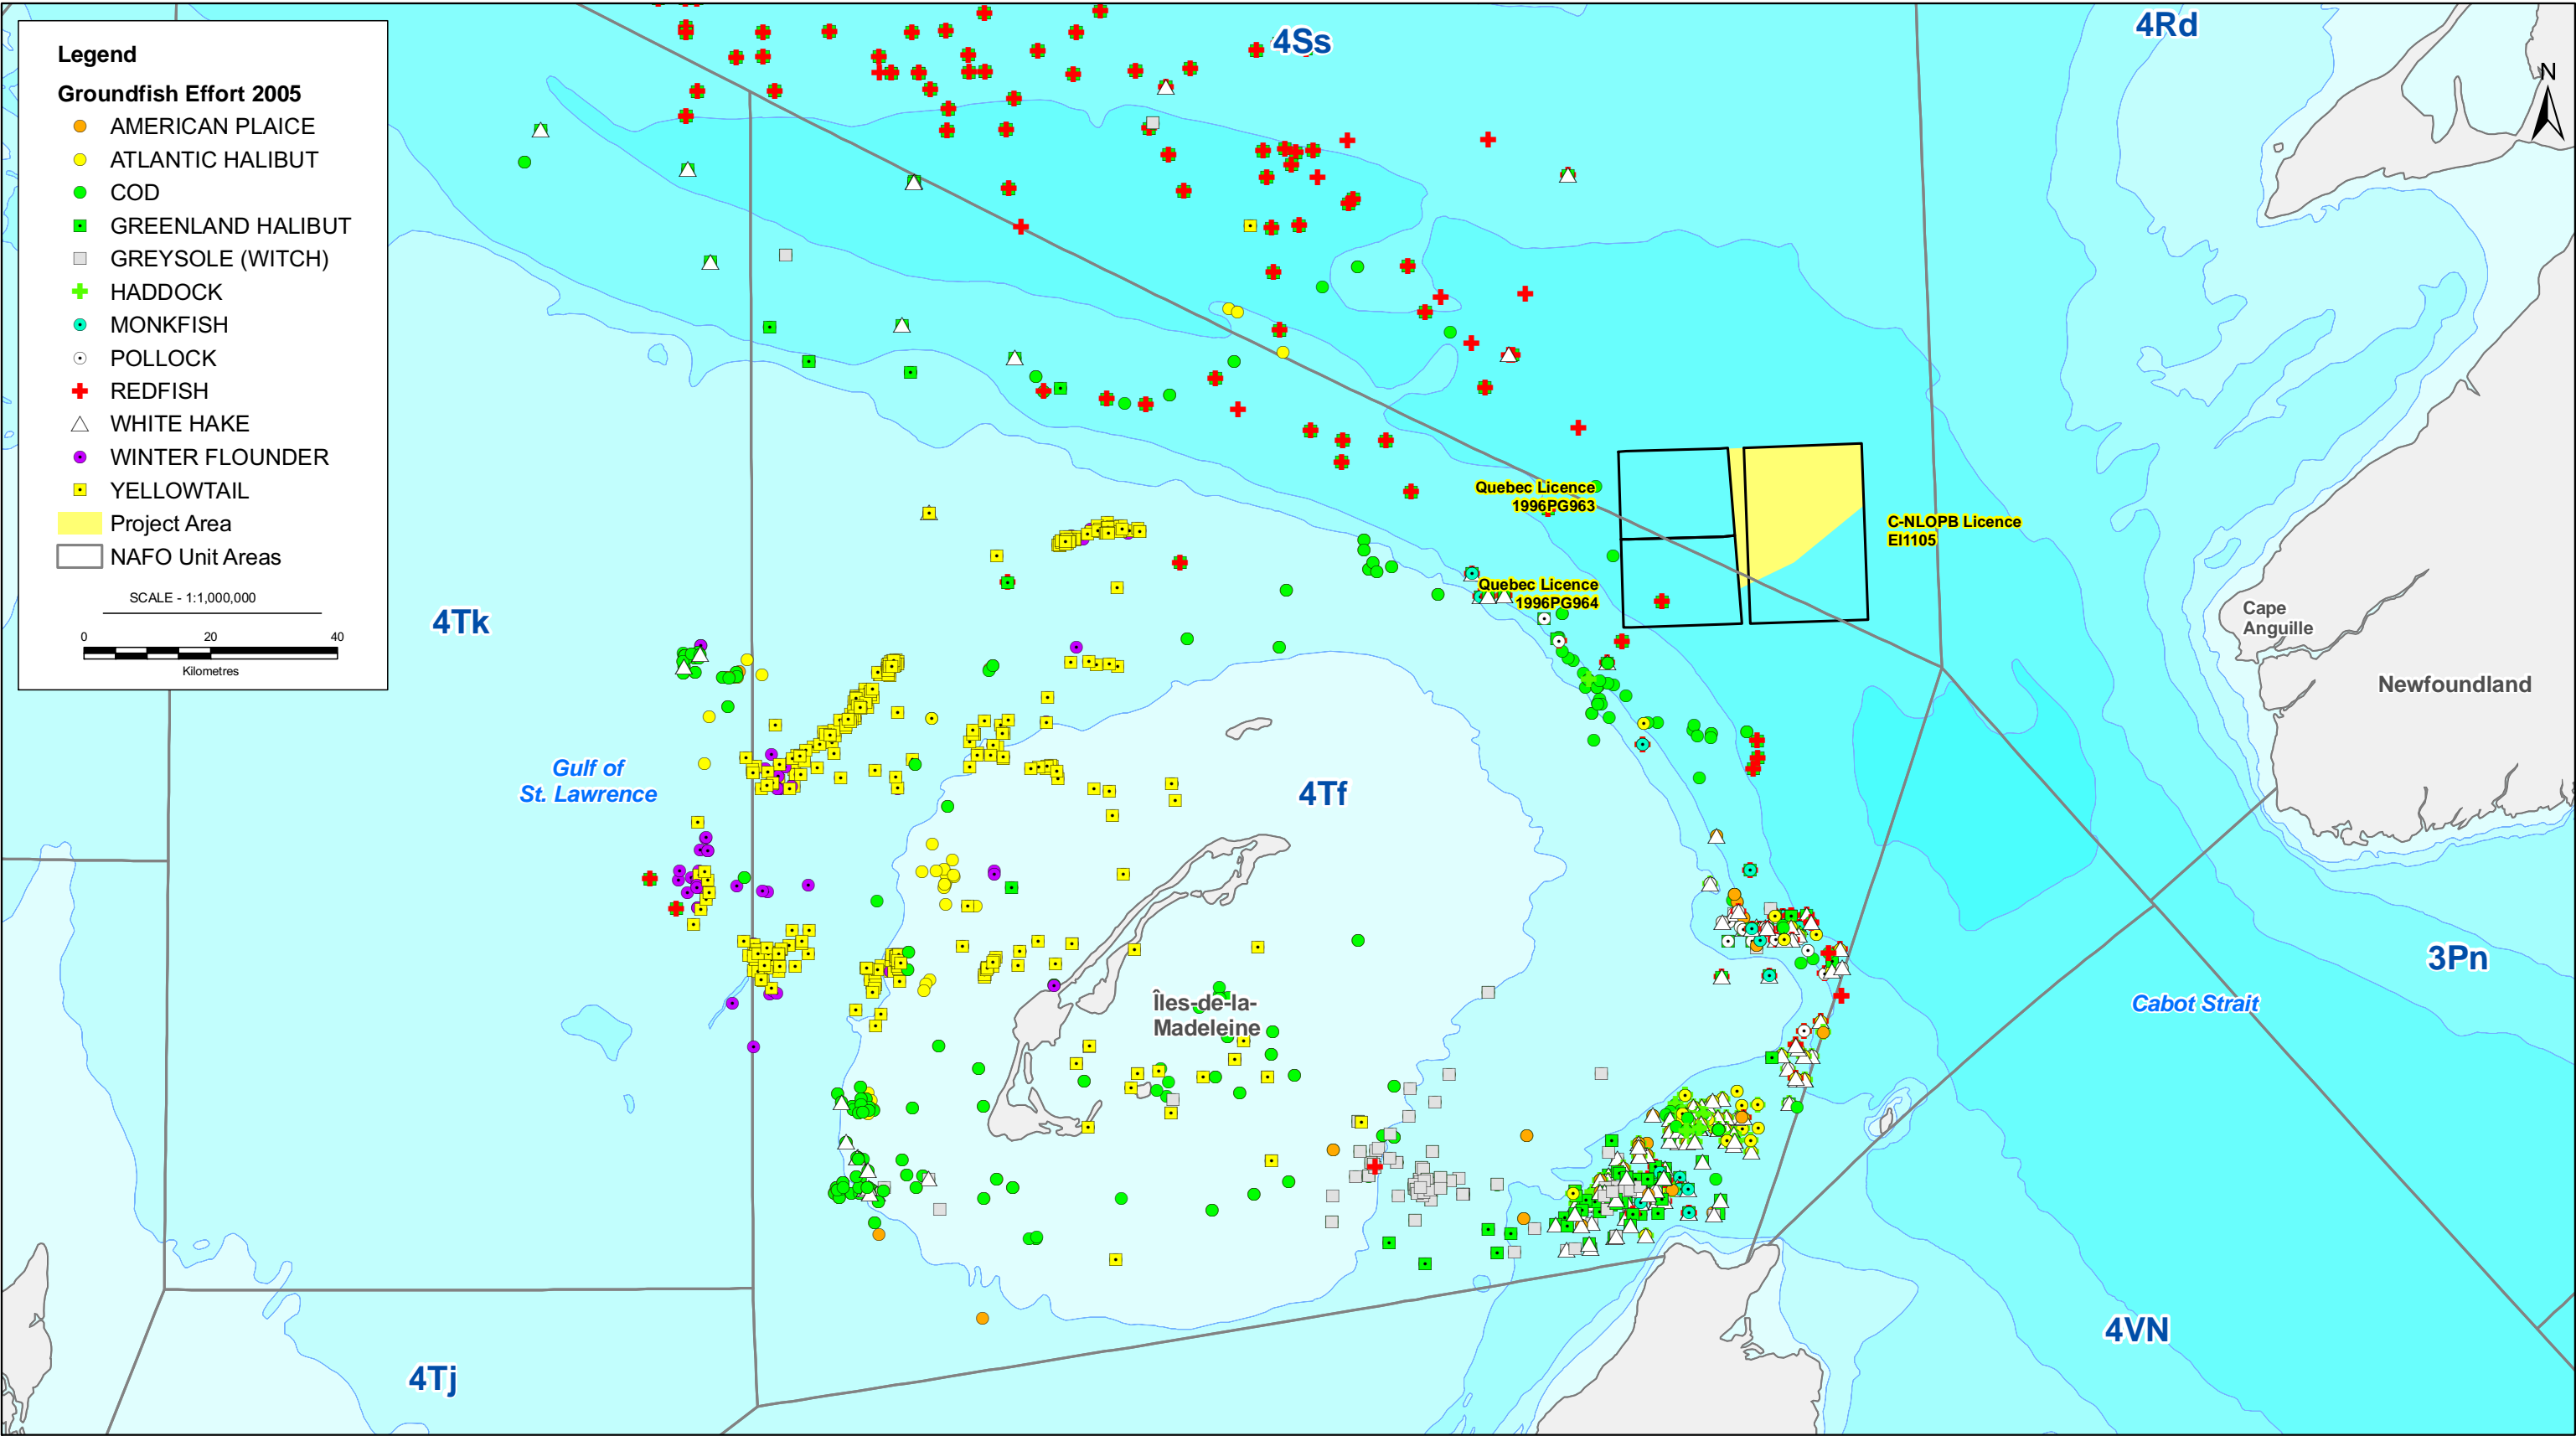 Legend
Groundfish Effort 2005
AMERICAN PLAICE
ATLANTIC HALIBUT
COD
GREENLAND HALIBUT
GREYSOLE (WITCH)
HADDOCK
MONKFISH
POLLOCK
REDFISH
WHITE HAKE
WINTER FLOUNDER
YELLOWTAIL
Project Area
NAFO Unit Areas
SCALE - 1:1,000,000
0 20 40
Kilometres
4Ss
4Rd
N
Quebec Licence
1996PG963
C-NLOPB Licence
EI1105
Quebec Licence
1996PG964
4Tk
Cape
Anguille
Newfoundland
Gulf of
St. Lawrence
4Tf
3Pn
Îles-de-la-
Madeleine
Cabot Strait
4VN
4Tj